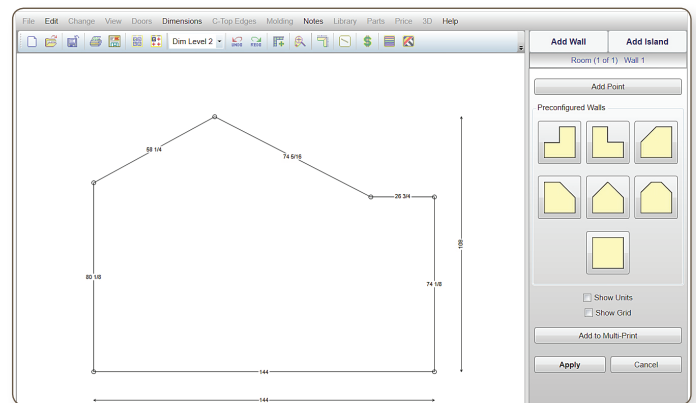 File Edit Change View Doors Dimensions C-Top Edges Molding Notes Library Parts Price 3D Help
Dim Level 2
UNDO REDO
$
Add Wall Add Island
Room (1 of 1) Wall 1
Add Point
Preconfigured Walls
58 1/4
74 5/16
26 3/4
80 1/8
108
74 1/8
144
144
Show Units
Show Grid
Add to Multi-Print
Apply Cancel